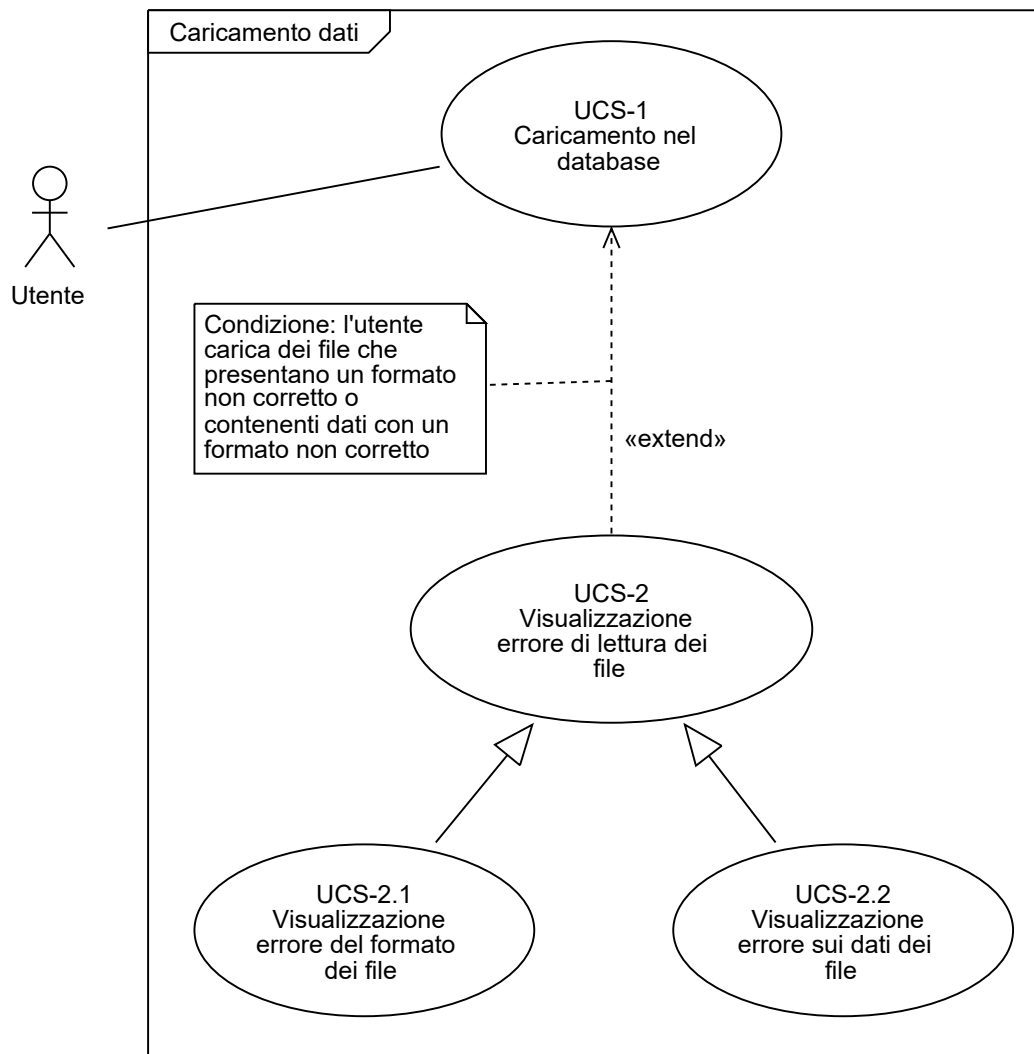 Caricamento dati
UCS-1
Caricamento nel
database
Utente
Condizione: l'utente
carica dei file che
presentano un formato
non corretto o
contenenti dati con un
formato non corretto
«extend»
UCS-2
Visualizzazione
errore di lettura dei
file
UCS-2.1
Visualizzazione
errore del formato
dei file
UCS-2.2
Visualizzazione
errore sui dati dei
file